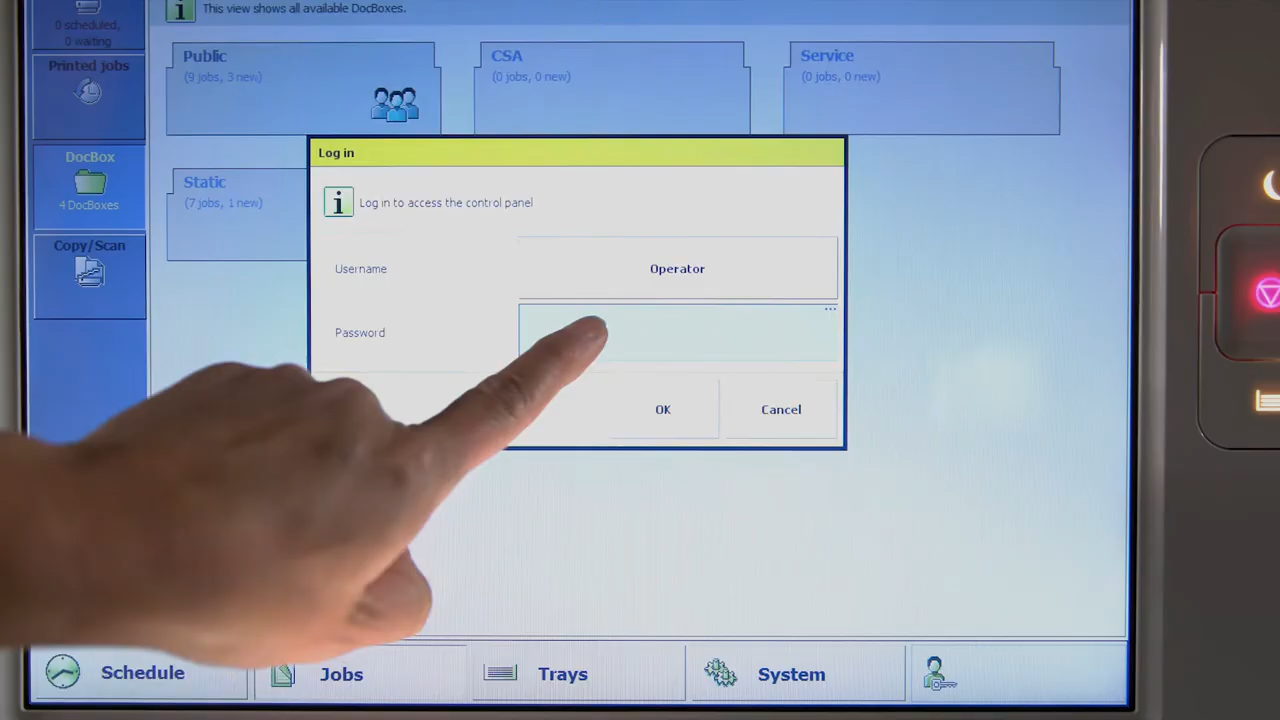 This view shows all available DocBoxes.
0 scheduled,
0 waiting
Printed jobs
DocBox
4 DocBoxes
Copy/Scan
Public
(9 jobs, 3 new)
CSA
(0 jobs, 0 new)
Service
(0 jobs, 0 new)
Static
(7 jobs, 1 new)
Log in
i
Log in to access the control panel
Username
Operator
Password
...
OK
Cancel
Schedule
Jobs
Trays
System